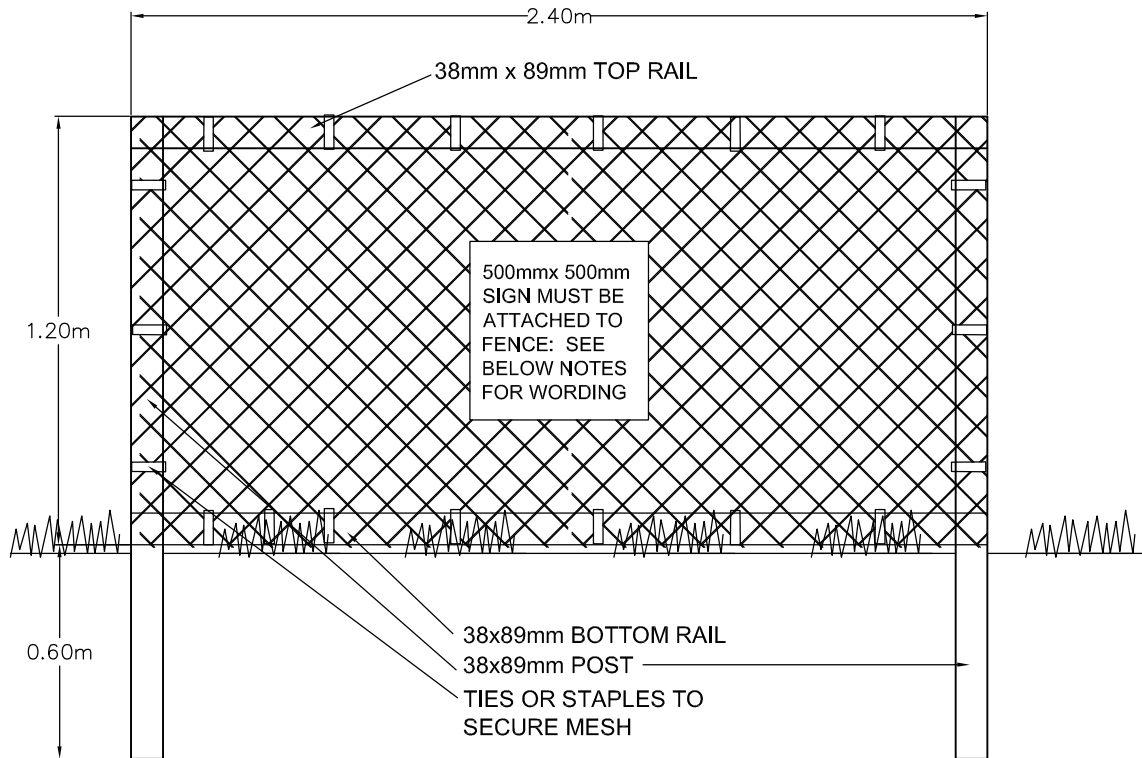 2.40m
38mm x 89mm TOP RAIL
1.20m
500mmx 500mm
SIGN MUST BE
ATTACHED TO
FENCE: SEE
BELOW NOTES
FOR WORDING
0.60m
38x89mm BOTTOM RAIL
38x89mm POST
TIES OR STAPLES TO
SECURE MESH